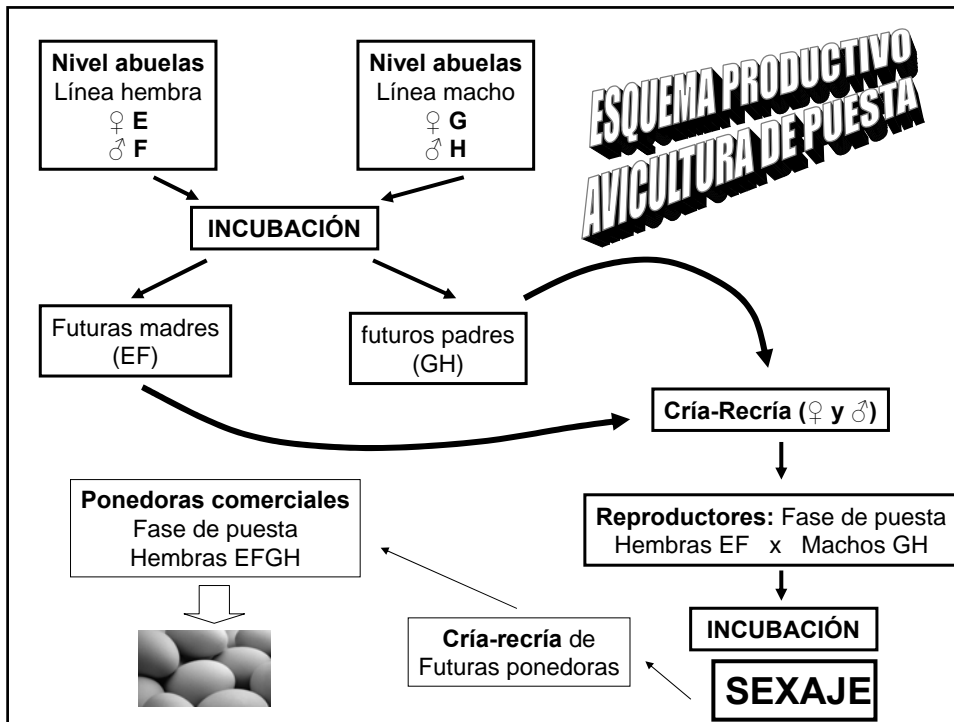 Nivel abuelas
Línea hembra
♀ E
♂ F
Nivel abuelas
Línea macho
♀ G
♂ H
ESQUEMA PRODUCTIVO
AVICULTURA DE PUESTA
INCUBACIÓN
Futuras madres
(EF)
futuros padres
(GH)
Cría-Recría (♀ y ♂)
Reproductores: Fase de puesta
Hembras EF x Machos GH
INCUBACIÓN
SEXAJE
Cría-recría de
Futuras ponedoras
Ponedoras comerciales
Fase de puesta
Hembras EFGH